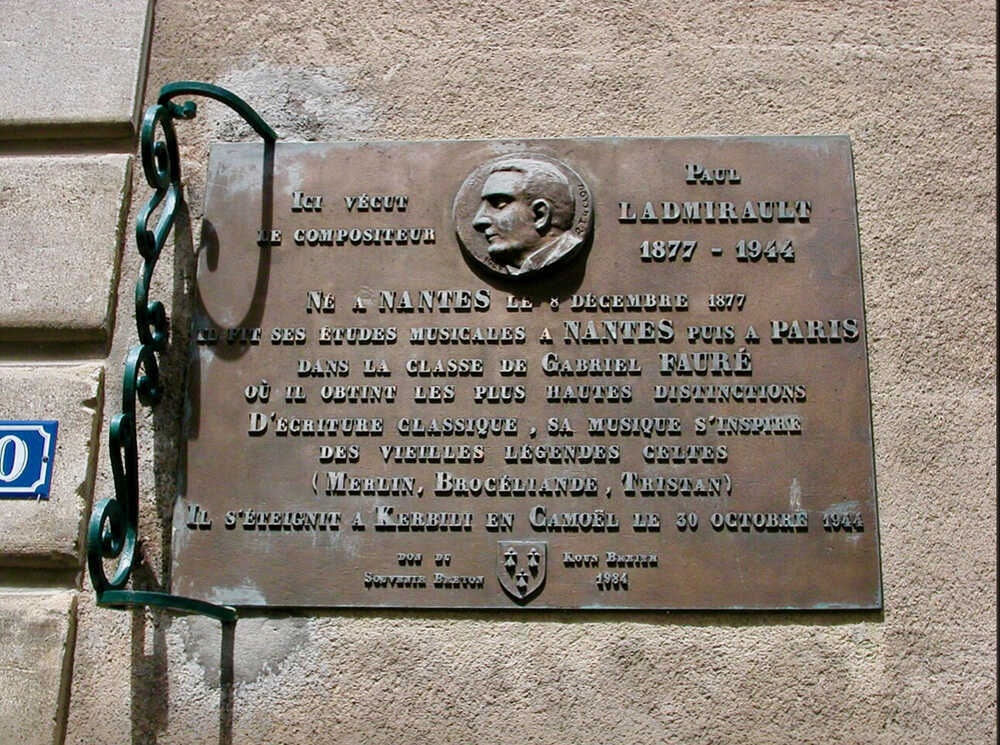 0
ICI VÉCUT
LE COMPOSITEUR
PAUL
LADMIRAULT
1877 - 1944
NÉ A NANTES LE 8 DÉCEMBRE 1877
IL FIT SES ÉTUDES MUSICALES A NANTES PUIS A PARIS
DANS LA CLASSE DE GABRIEL FAURÉ
OÙ IL OBTINT LES PLUS HAUTES DISTINCTIONS
D'ÉCRITURE CLASSIQUE, SA MUSIQUE S'INSPIRE
DES VIEILLES LÉGENDES CELTES
(MERLIN, BROCÉLIANDE, TRISTAN)
IL S'ÉTEIGNIT A KERBILI EN CAMOËL LE 30 OCTOBRE 1944
DON DU
SOUVENIR BRETON
KOUN BREIZH
1984